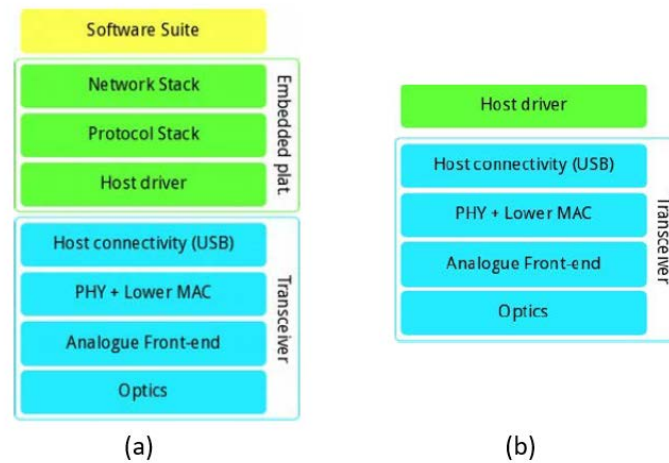 Software Suite
Network Stack
Protocol Stack
Host driver
Embedded plat.
Host connectivity (USB)
PHY + Lower MAC
Analogue Front-end
Optics
Transceiver
(a)
Host driver
Host connectivity (USB)
PHY + Lower MAC
Analogue Front-end
Optics
Transceiver
(b)